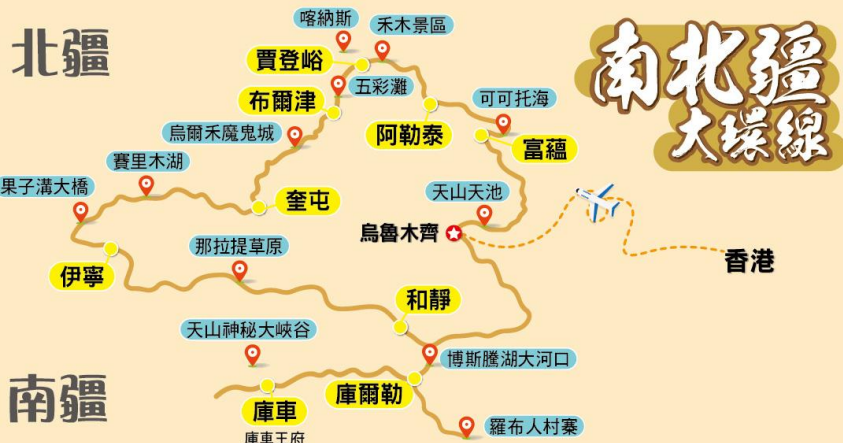 北疆
南北疆
大環線
喀納斯
禾木景區
賈登峪
五彩灘
布爾津
可可托海
烏爾禾魔鬼城
阿勒泰
富蘊
賽里木湖
果子溝大橋
奎屯
天山天池
烏魯木齊
那拉提草原
香港
伊寧
和靜
天山神秘大峽谷
博斯騰湖大河口
南疆
庫爾勒
庫車
羅布人村寨
庫車王府